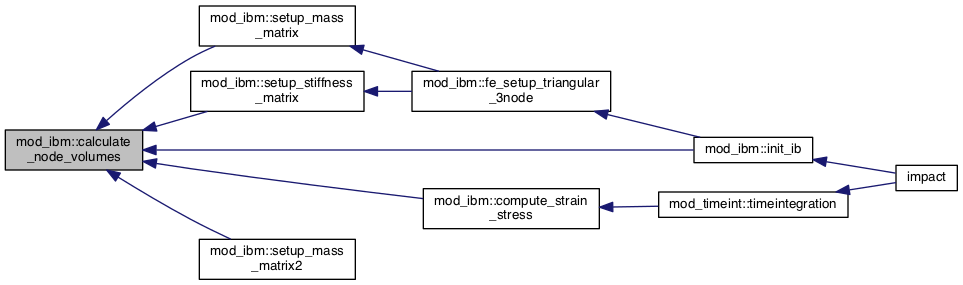 mod_ibm::setup_mass
_matrix
mod_ibm::setup_stiffness
_matrix
mod_ibm::fe_setup_triangular
_3node
mod_ibm::calculate
_node_volumes
mod_ibm::init_ib
impact
mod_ibm::compute_strain
_stress
mod_timeint::timeintegration
mod_ibm::setup_mass
_matrix2